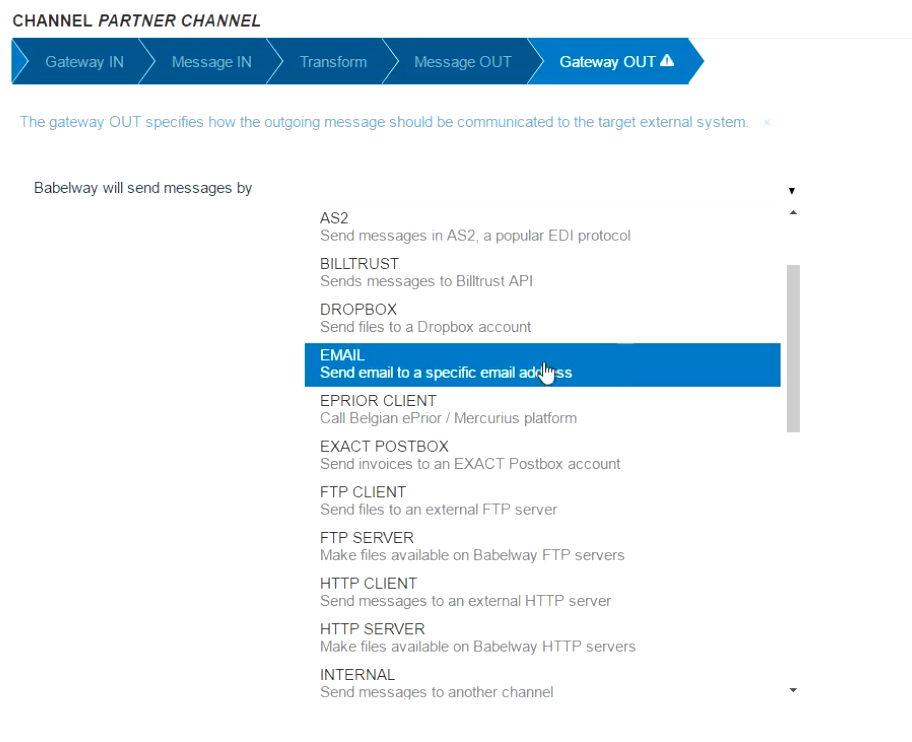 CHANNEL PARTNER CHANNEL
Gateway IN
Message IN
Transform
Message OUT
Gateway OUT
The gateway OUT specifies how the outgoing message should be communicated to the target external system. ×
Babelway will send messages by
AS2
Send messages in AS2, a popular EDI protocol
BILLTRUST
Sends messages to Billtrust API
DROPBOX
Send files to a Dropbox account
EMAIL
Send email to a specific email address
EPRIOR CLIENT
Call Belgian ePrior / Mercurius platform
EXACT POSTBOX
Send invoices to an EXACT Postbox account
FTP CLIENT
Send files to an external FTP server
FTP SERVER
Make files available on Babelway FTP servers
HTTP CLIENT
Send messages to an external HTTP server
HTTP SERVER
Make files available on Babelway HTTP servers
INTERNAL
Send messages to another channel